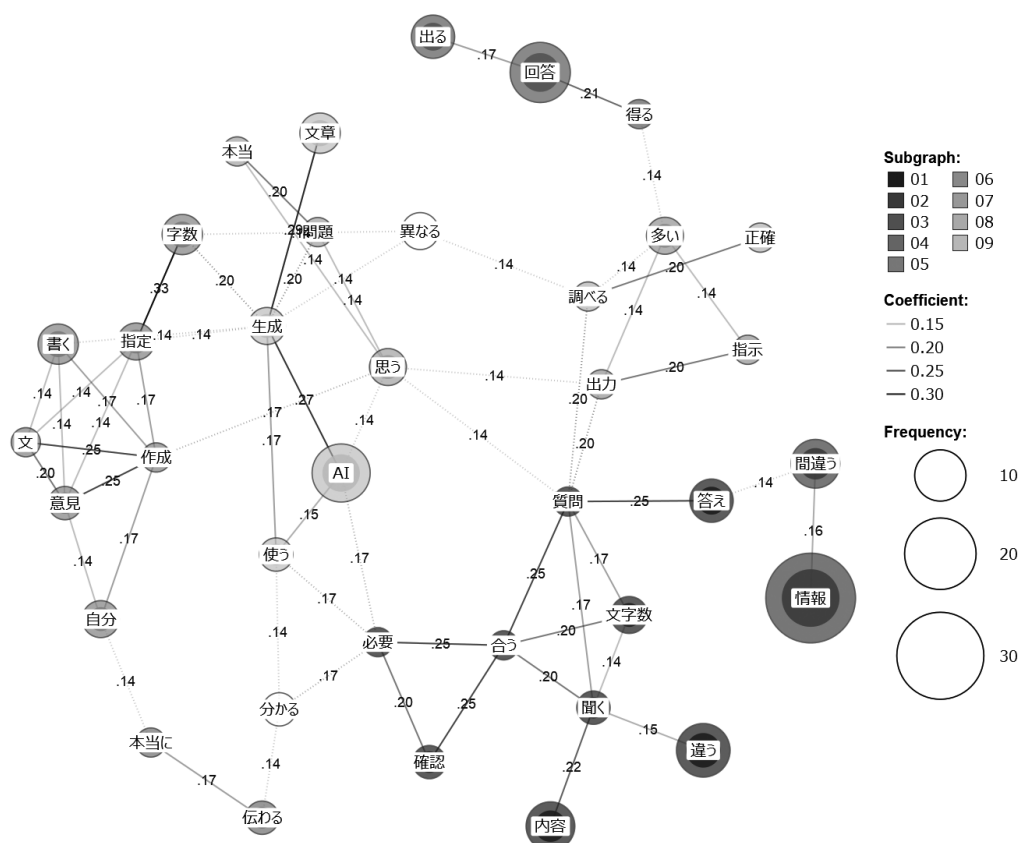 出る
.17
回答
.21
得る
文章
本当
.20
.14
字数
.29
問題
異なる
多い
正確
.14
.14
.14
.20
.20
.20
.14
.14
調べる
.14
.33
.14
生成
書く
指定
.14
.14
指示
思う
.14
出力
.20
.14
.14
.17
.17
.27
.20
.17
.14
.14
.14
文
.25
作成
.14
.20
間違う
.17
AI
.20
.25
意見
質問
.25
答え
.14
.15
.16
.14
.17
使う
.17
.25
.17
情報
.17
.17
文字数
自分
.14
必要
.25
合う
.20
.17
.14
.14
.20
.20
.25
分かる
聞く
.15
本当に
違う
確認
.14
.22
.17
伝わる
内容
Subgraph:
01
06
02
07
03
08
04
09
05
Coefficient:
0.15
0.20
0.25
0.30
Frequency:
10
20
30